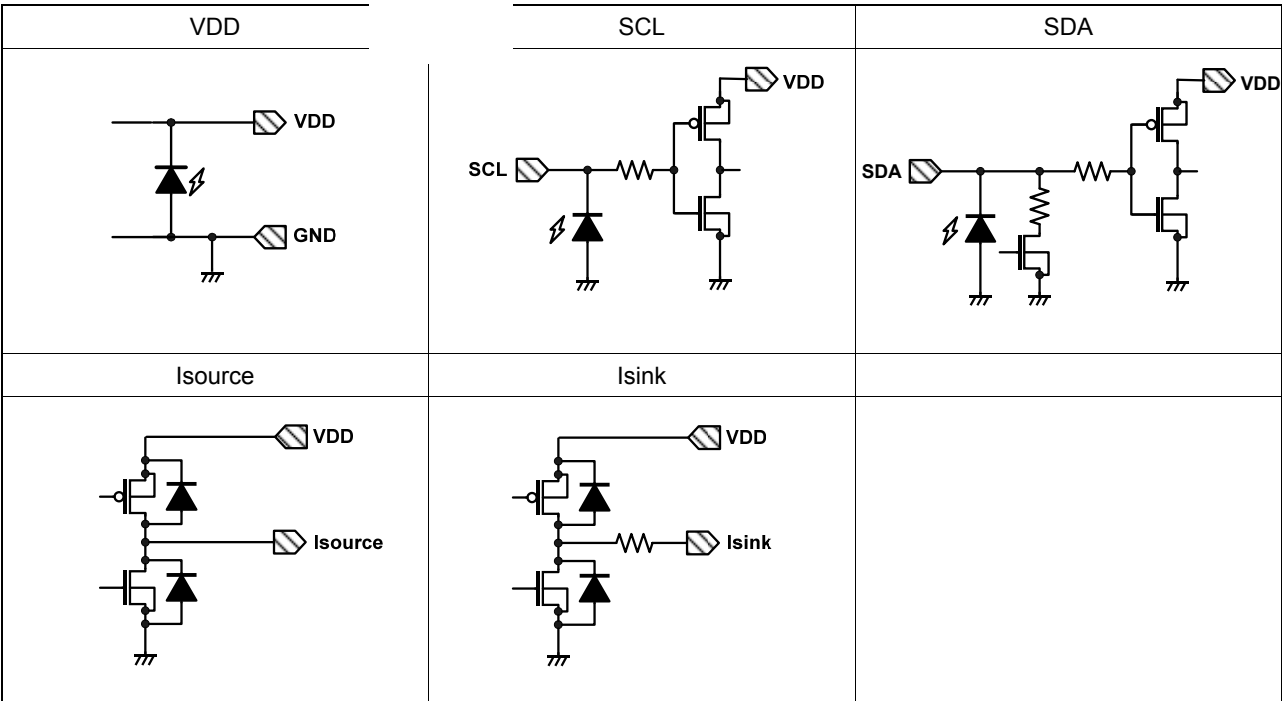 VDD
SCL
SDA
VDD
GND
SCL
VDD
SDA
VDD
Isource
Isink
VDD
Isource
VDD
Isink